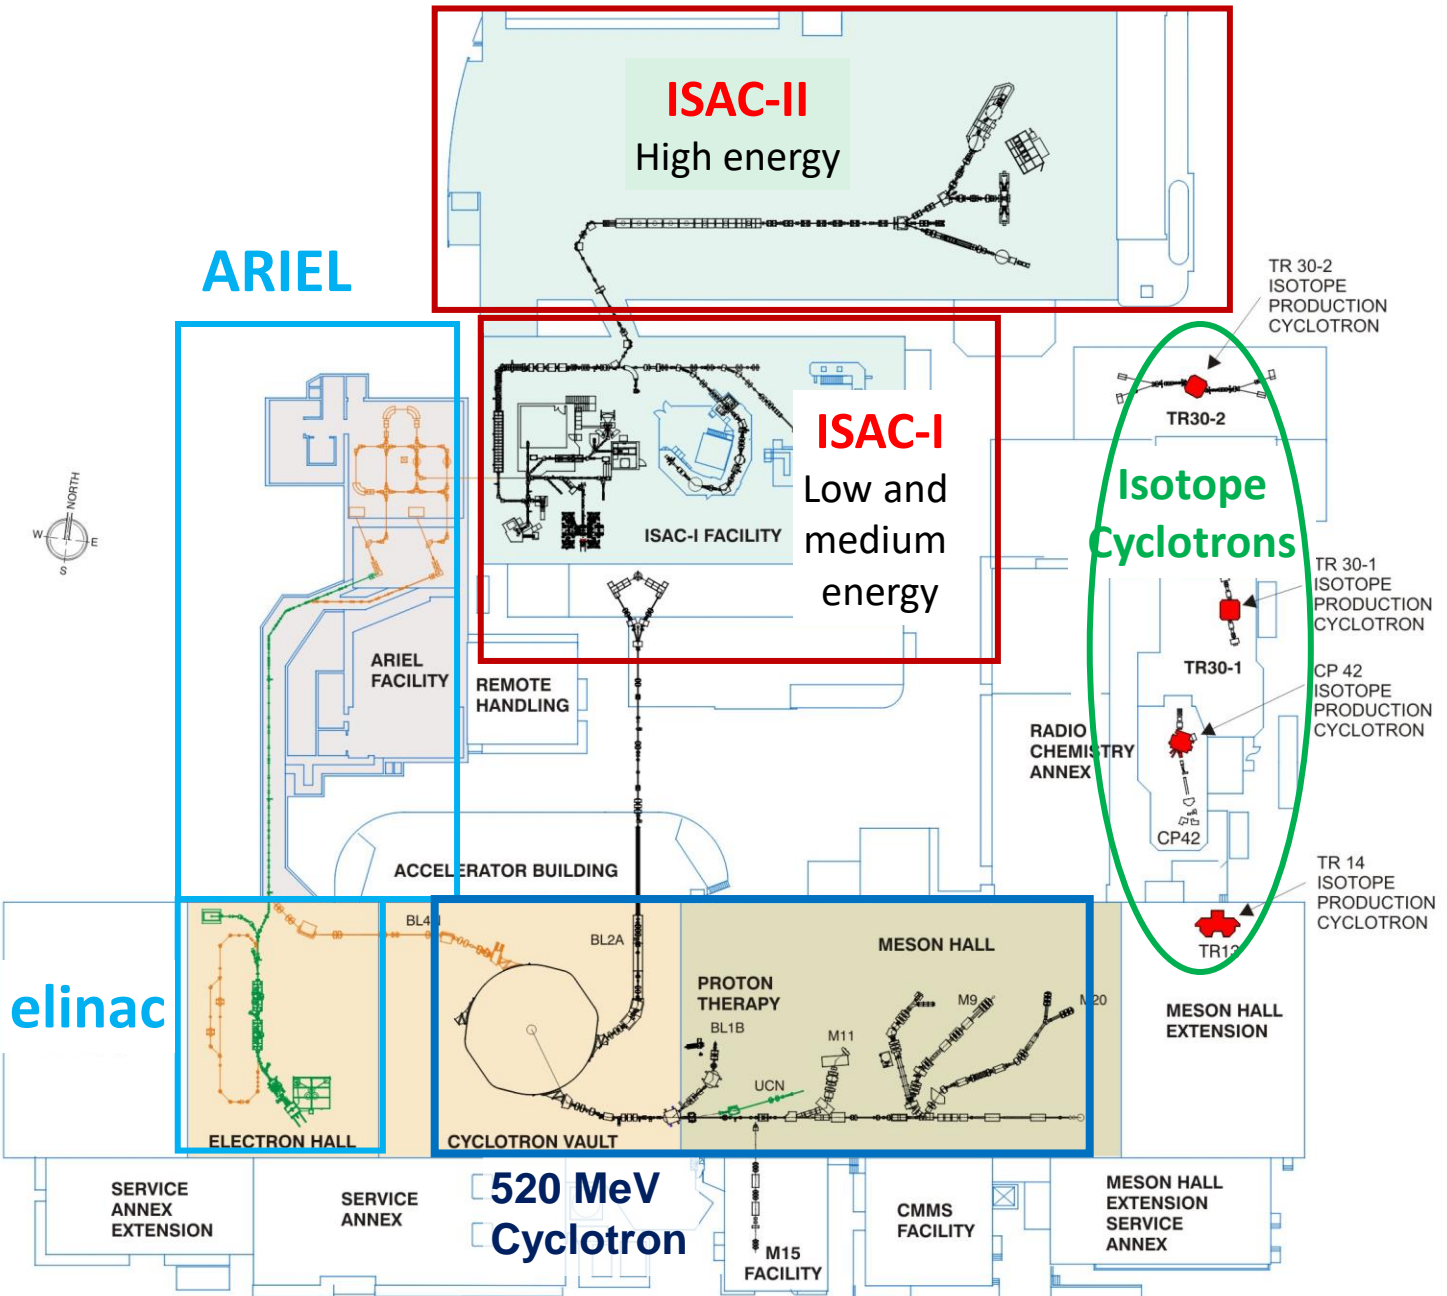 ISAC-II
High energy
ARIEL
TR 30-2
ISOTOPE
PRODUCTION
CYCLOTRON
TR30-2
ISAC-I
Low and
medium
energy
ISAC-I FACILITY
Isotope
Cyclotrons
NORTH
W
E
S
TR 30-1
ISOTOPE
PRODUCTION
CYCLOTRON
TR30-1
ARIEL
FACILITY
REMOTE
HANDLING
CP 42
ISOTOPE
PRODUCTION
CYCLOTRON
RADIO
CHEMISTRY
ANNEX
CP42
ACCELERATOR BUILDING
TR 14
ISOTOPE
PRODUCTION
CYCLOTRON
TR13
BL4N
BL2A
MESON HALL
PROTON
THERAPY
BL1B
M9
M20
M11
UCN
MESON HALL
EXTENSION
elinac
ELECTRON HALL
CYCLOTRON VAULT
520 MeV
Cyclotron
SERVICE
ANNEX
EXTENSION
SERVICE
ANNEX
M15
FACILITY
CMMS
FACILITY
MESON HALL
EXTENSION
SERVICE
ANNEX